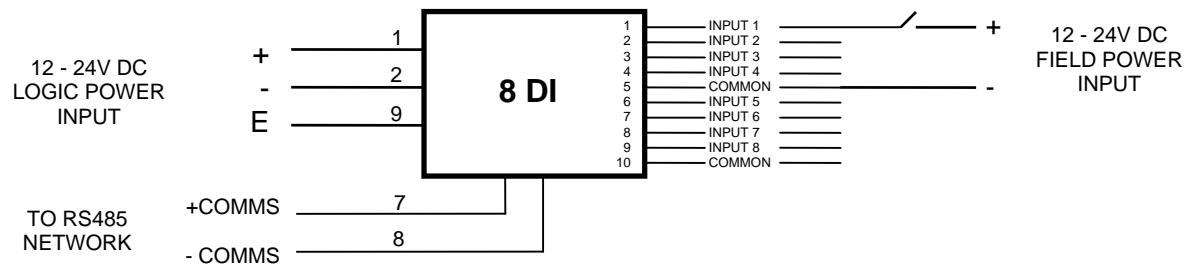 12 - 24V DC
LOGIC POWER
INPUT
+
-
E
1
2
9
8 DI
1 INPUT 1
2 INPUT 2
3 INPUT 3
4 INPUT 4
5 COMMON
6 INPUT 5
7 INPUT 6
8 INPUT 7
9 INPUT 8
10 COMMON
+
-
12 - 24V DC
FIELD POWER
INPUT
TO RS485
NETWORK
+COMMS 7
- COMMS 8